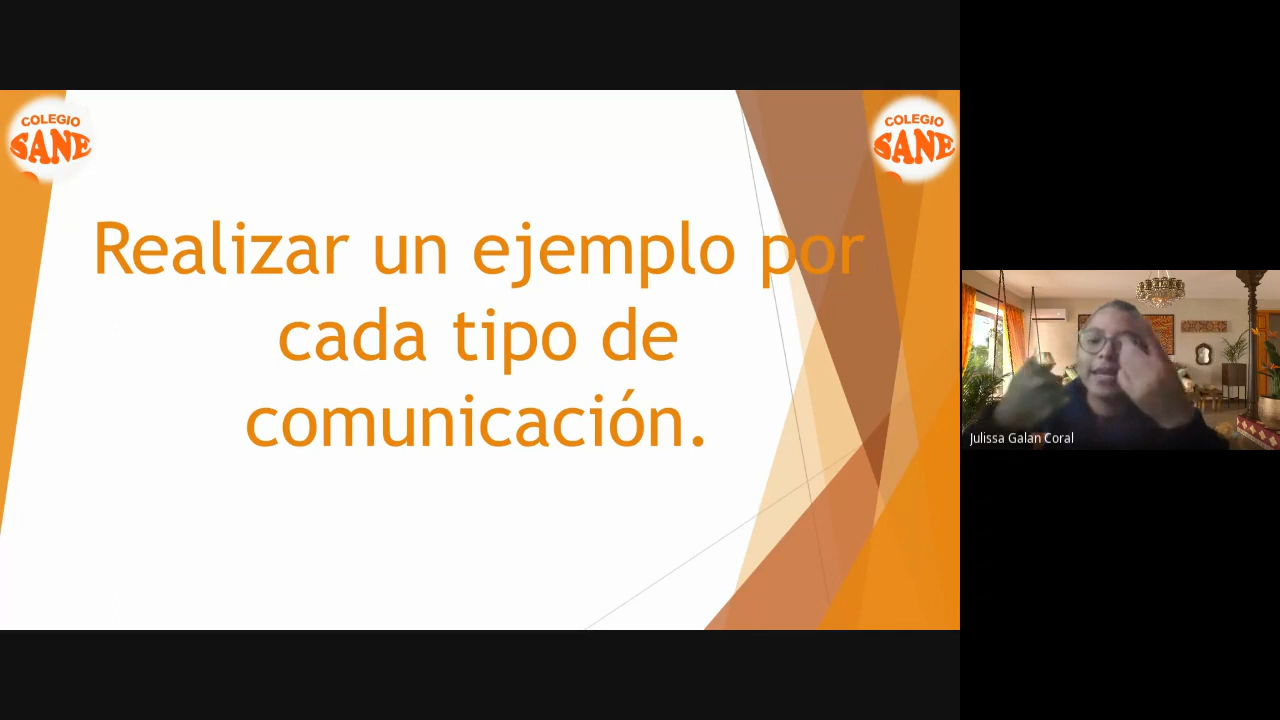 COLEGIO
SANE
COLEGIO
SANE
Realizar un ejemplo por
cada tipo de
comunicación.
Julissa Galan Coral